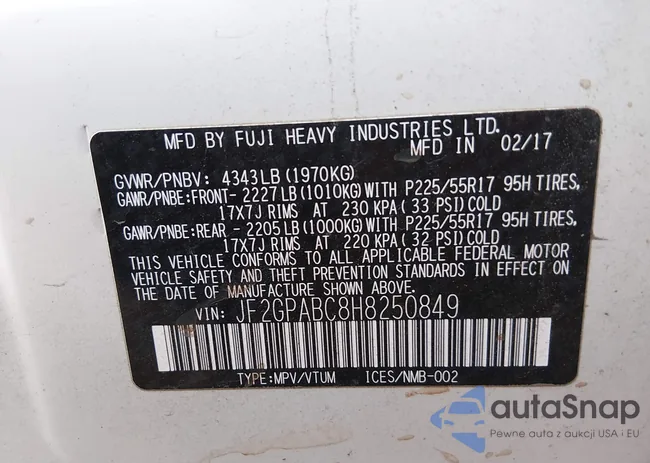 MFD BY FUJI HEAVY INDUSTRIES LTD.
MFD IN 02/17
GVWR/PNBV: 4343LB (1970KG)
GAWR/PNBE:FRONT- 2227LB (1010KG) WITH P225/55R17 95H TIRES,
17X7J RIMS AT 230 KPA (33 PSI) COLD
GAWR/PNBE:REAR - 2205LB (1000KG) WITH P225/55R17 95H TIRES,
17X7J RIMS AT 220 KPA (32 PSI) COLD
THIS VEHICLE CONFORMS TO ALL APPLICABLE FEDERAL MOTOR
VEHICLE SAFETY AND THEFT PREVENTION STANDARDS IN EFFECT
ON THE DATE OF MANUFACTURE SHOWN ABOVE.
VIN: JF2GPABC8H8250849
TYPE:MPV/VTUM ICES/NMB-002
autaSnap
Pewne auta z aukcji USA i EU